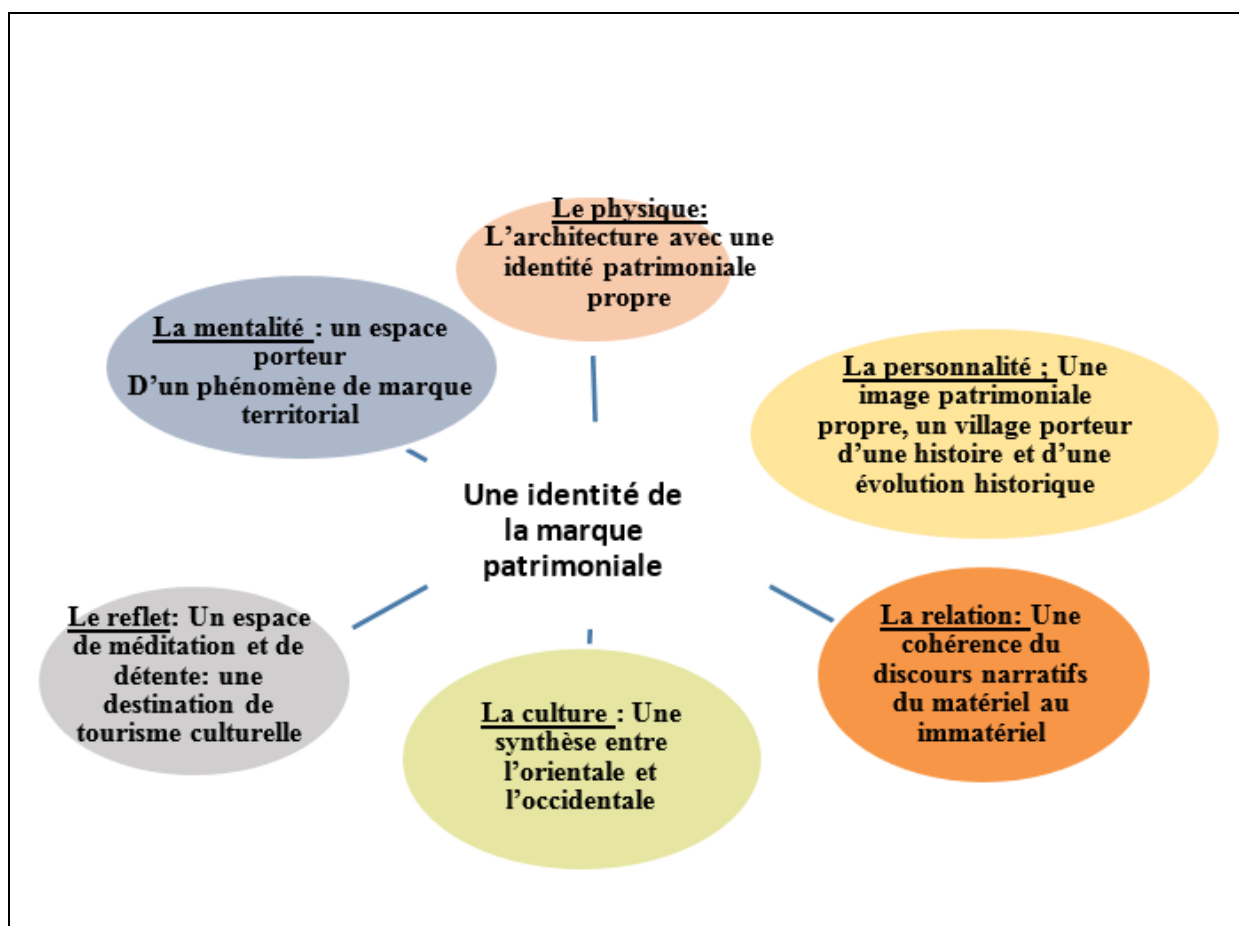 Le physique:
L’architecture avec une
identité patrimoniale
propre
La mentalité : un espace
porteur
D’un phénomène de marque
territorial
La personnalité ; Une
image patrimoniale
propre, un village porteur
d’une histoire et d’une
évolution historique
Une identité de
la marque
patrimoniale
Le reflet: Un espace
de méditation et de
détente: une
destination de
tourisme culturelle
La relation: Une
cohérence du
discours narratifs
du matériel au
immatériel
La culture : Une
synthèse entre
l’orientale et
l’occidentale